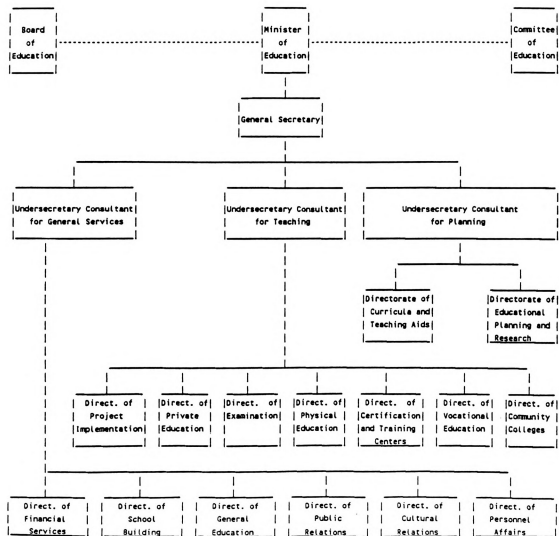 Board
of
Education
Minister
of
Education
Committee
of
Education
General Secretary
Undersecretary Consultant
for General Services
Undersecretary Consultant
for Teaching
Undersecretary Consultant
for Planning
Directorate of
Curricula and
Teaching Aids
Directorate of
Educational
Planning and
Research
Direct. of
Project
Implementation
Direct. of
Private
Education
Direct. of
Examination
Direct. of
Physical
Education
Direct. of
Certification
and Training
Centers
Direct. of
Vocational
Education
Direct. of
Community
Colleges
Direct. of
Financial
Services
Direct. of
School
Building
Direct. of
General
Education
Direct. of
Public
Relations
Direct. of
Cultural
Relations
Direct. of
Personnel
Affairs